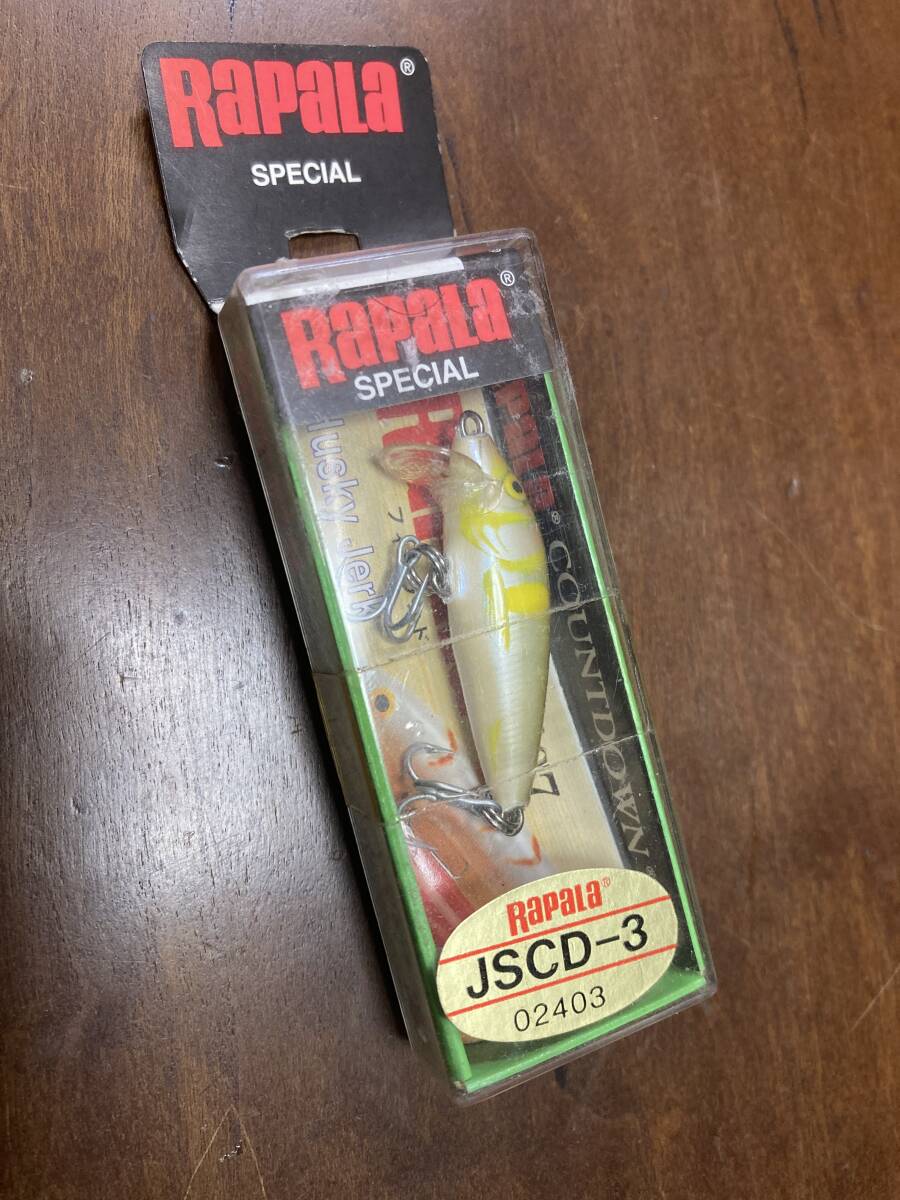 RAPALA®
SPECIAL
RAPALA®
SPECIAL
Husky Jerk
® COUNTDOWN®
RAPALA®
JSCD-3
02403